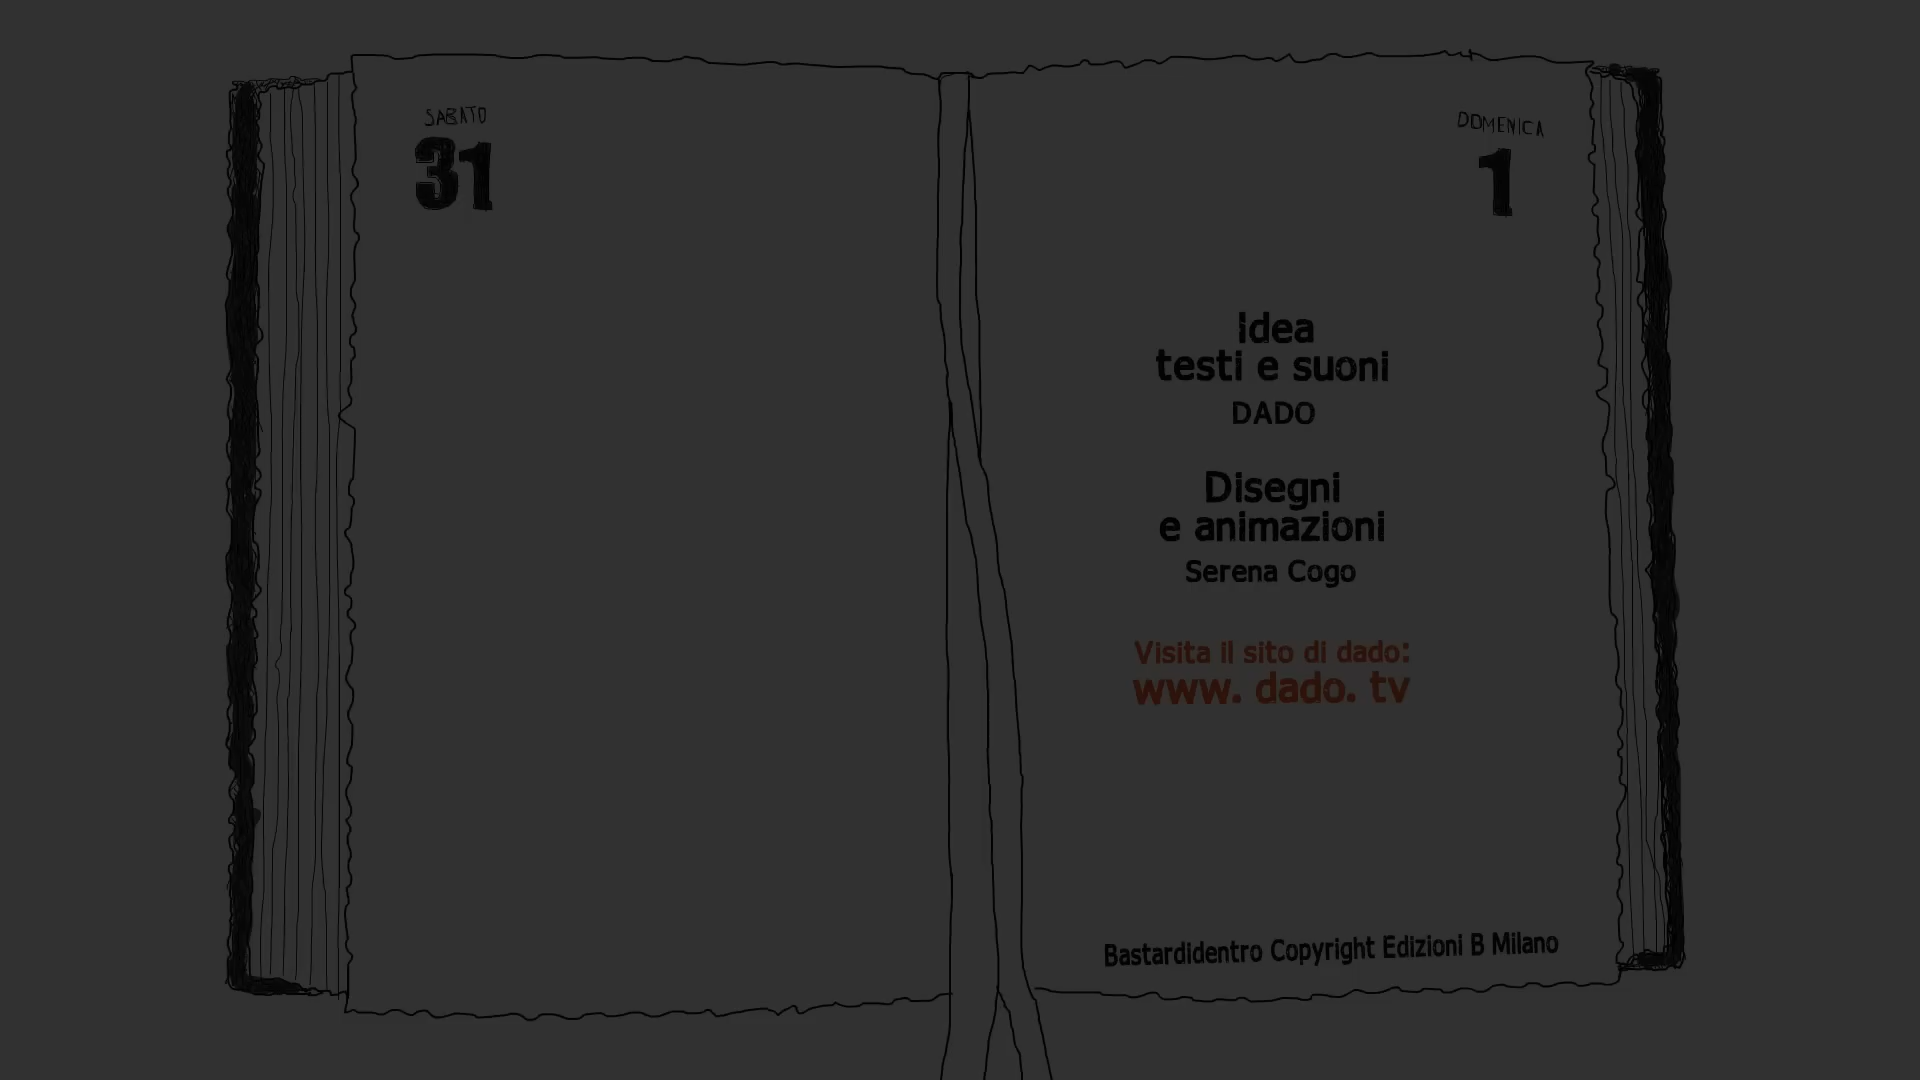 SABATO
31
DOMENICA
1
Idea
testi e suoni
DADO
Disegni
e animazioni
Serena Cogo
Visita il sito di dado:
www. dado. tv
Bastardidentro Copyright Edizioni B Milano